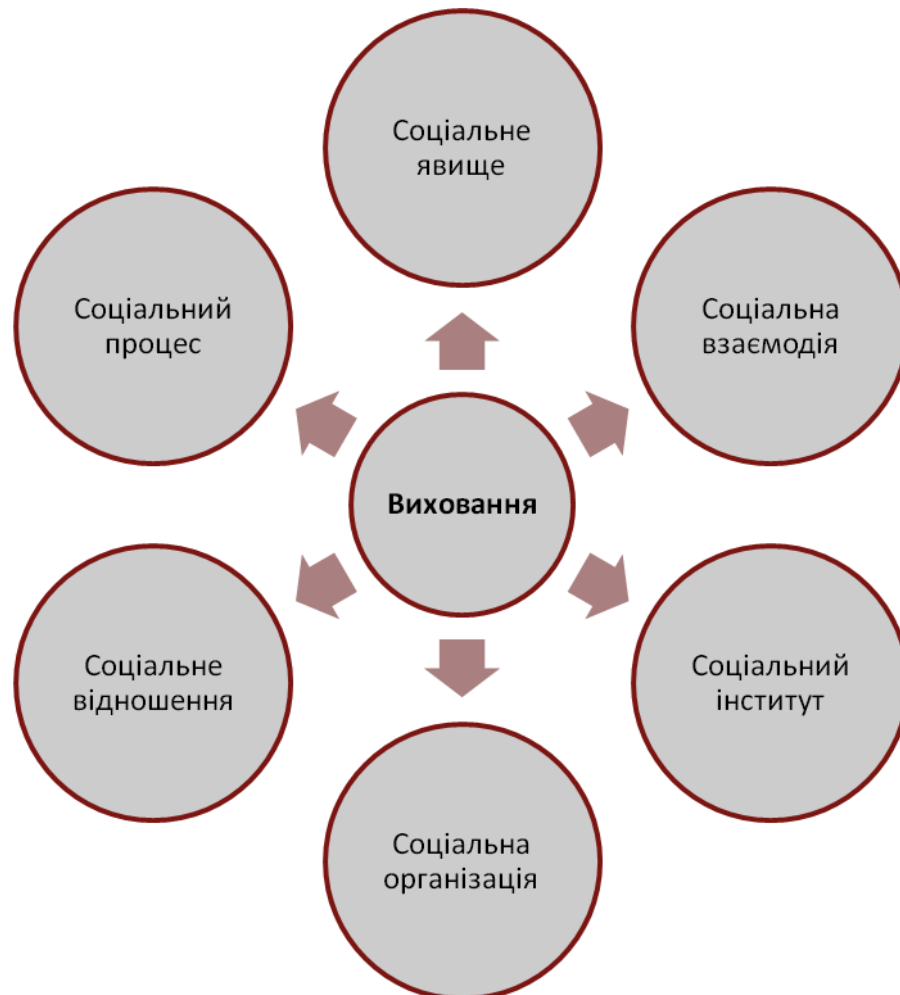 Соціальне
явище
Соціальний
процес
Соціальна
взаємодія
Виховання
Соціальне
відношення
Соціальний
інститут
Соціальна
організація